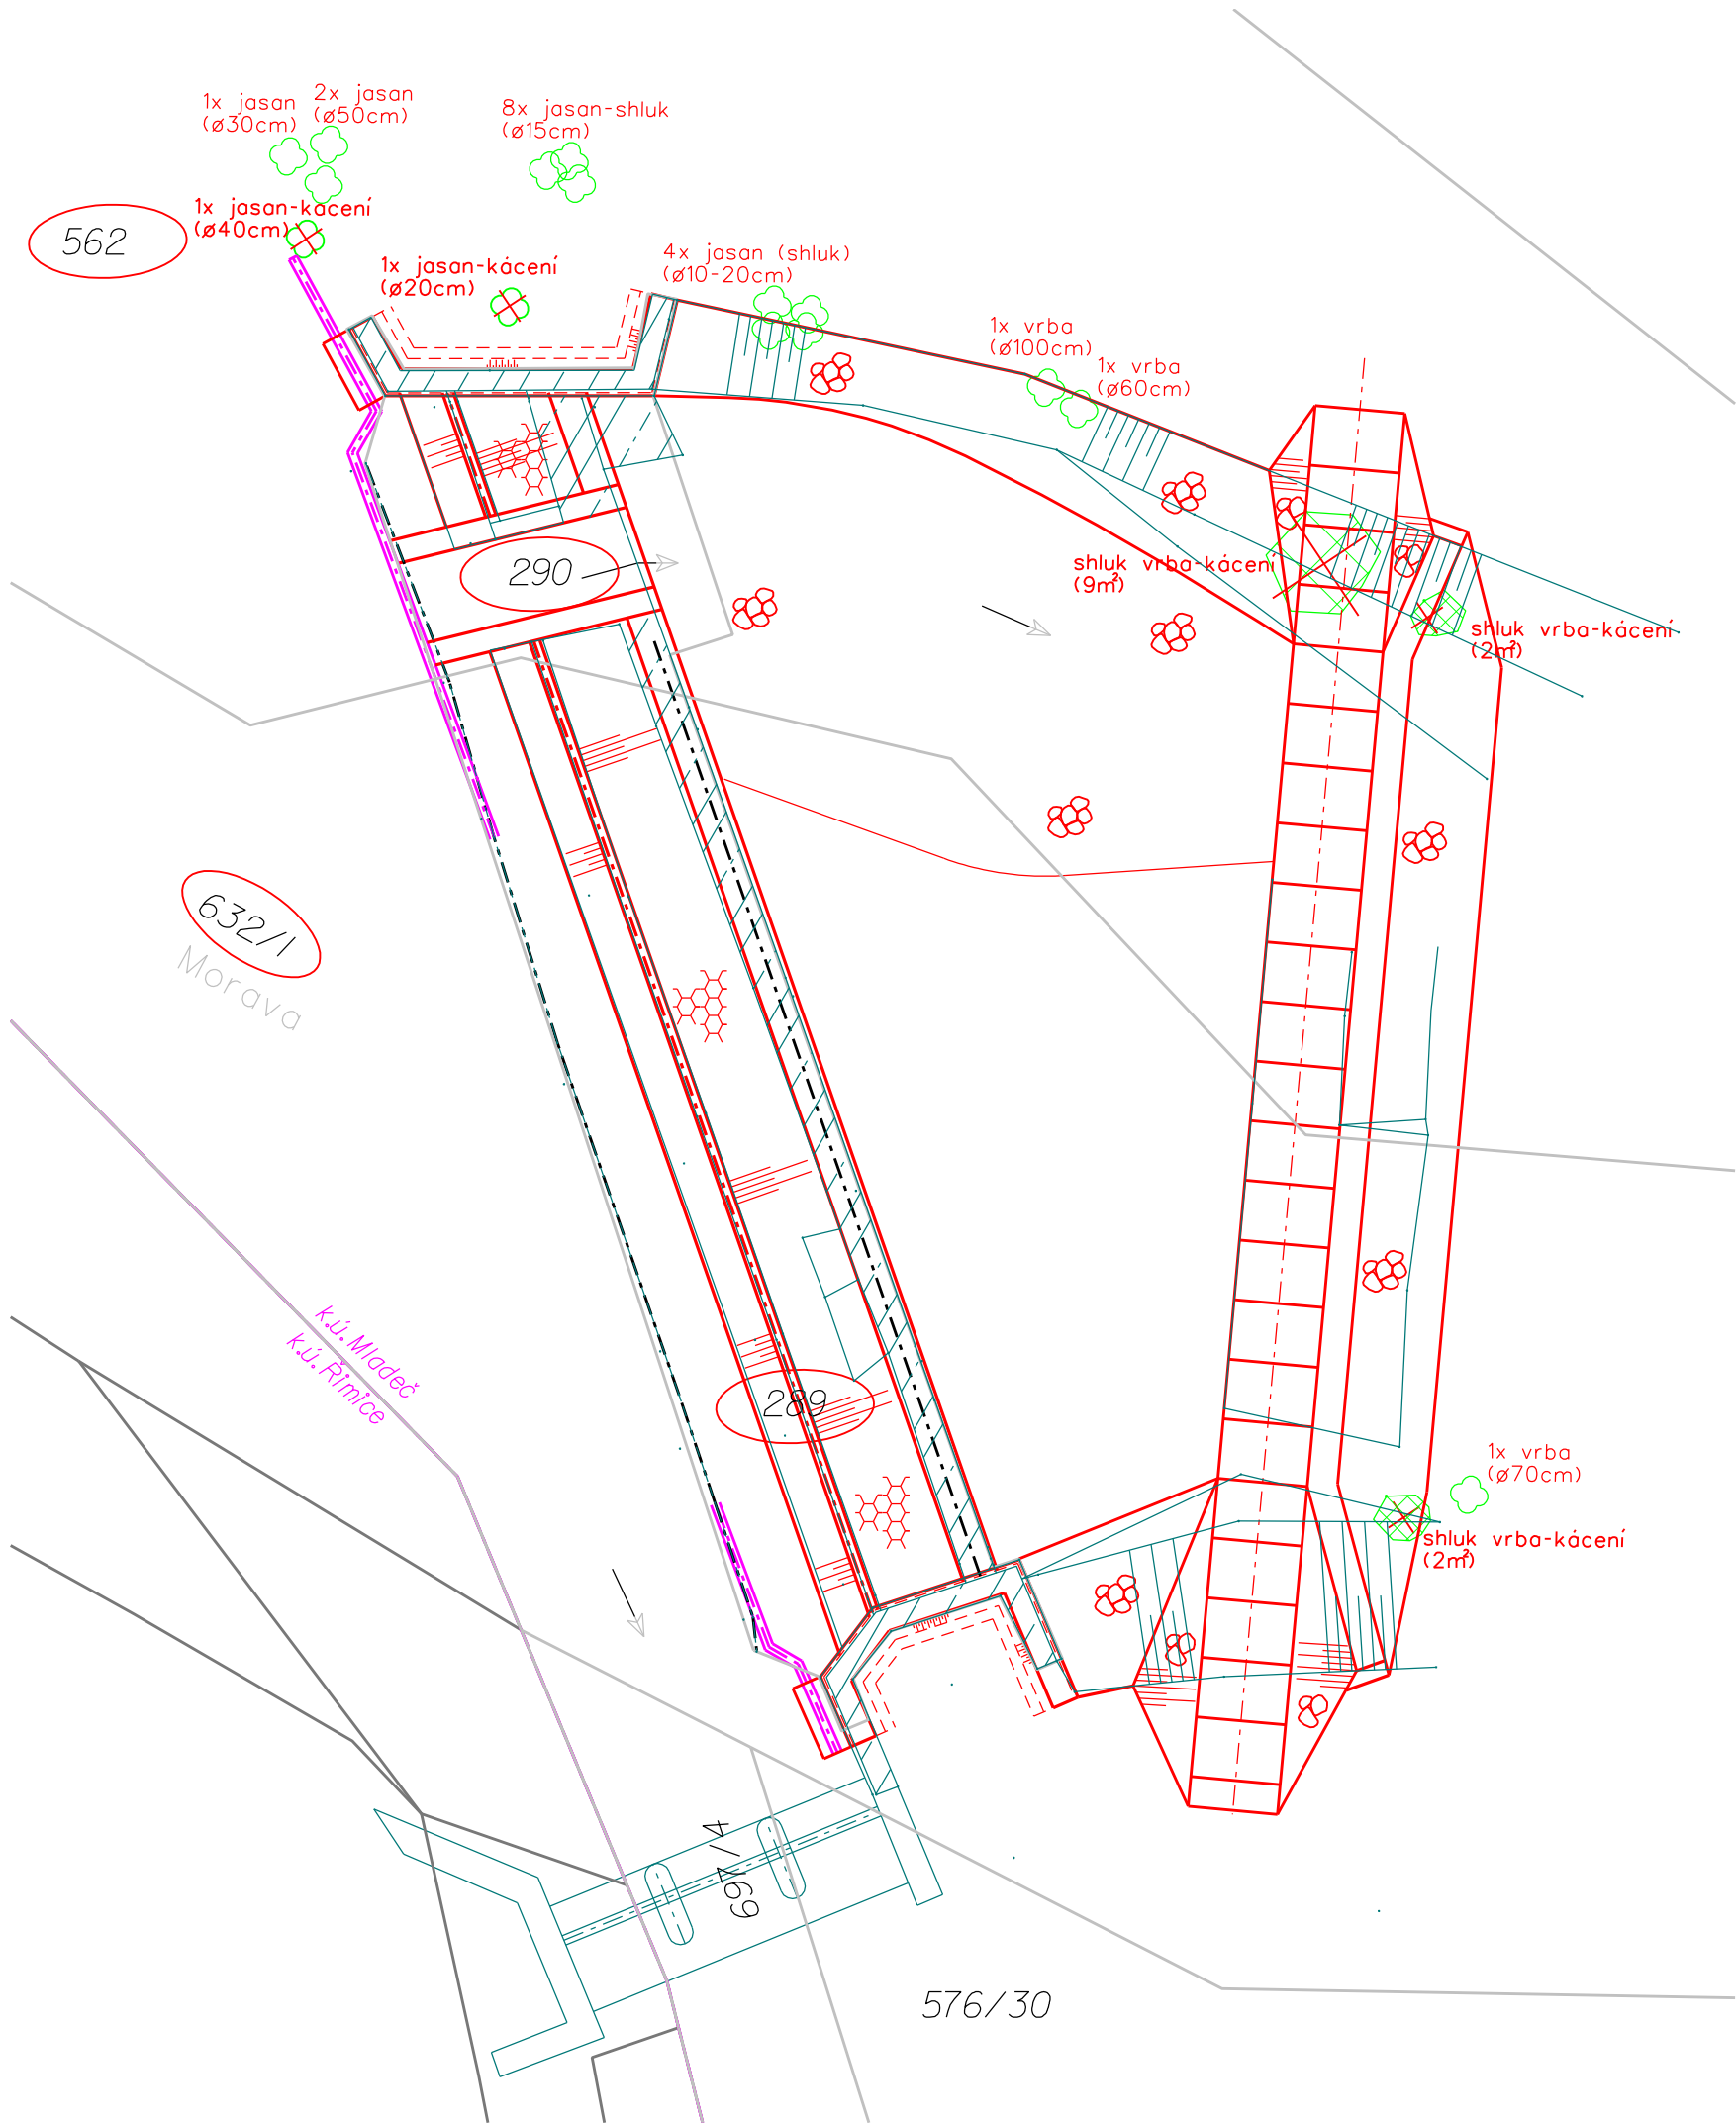 1x jasan
(ø30cm)
2x jasan
(ø50cm)
8x jasan-shluk
(ø15cm)
1x jasan-kácení
(ø40cm)
562
1x jasan-kácení
(ø20cm)
4x jasan (shluk)
(ø10-20cm)
1x vrba
(ø100cm)
1x vrba
(ø60cm)
290
shluk vrba-kácení
(9m²)
shluk vrba-kácení
(2m²)
632/1
Morava
k.ú.Mladeč
k.ú.Řimice
289
1x vrba
(ø70cm)
shluk vrba-kácení
(2m²)
697/4
576/30